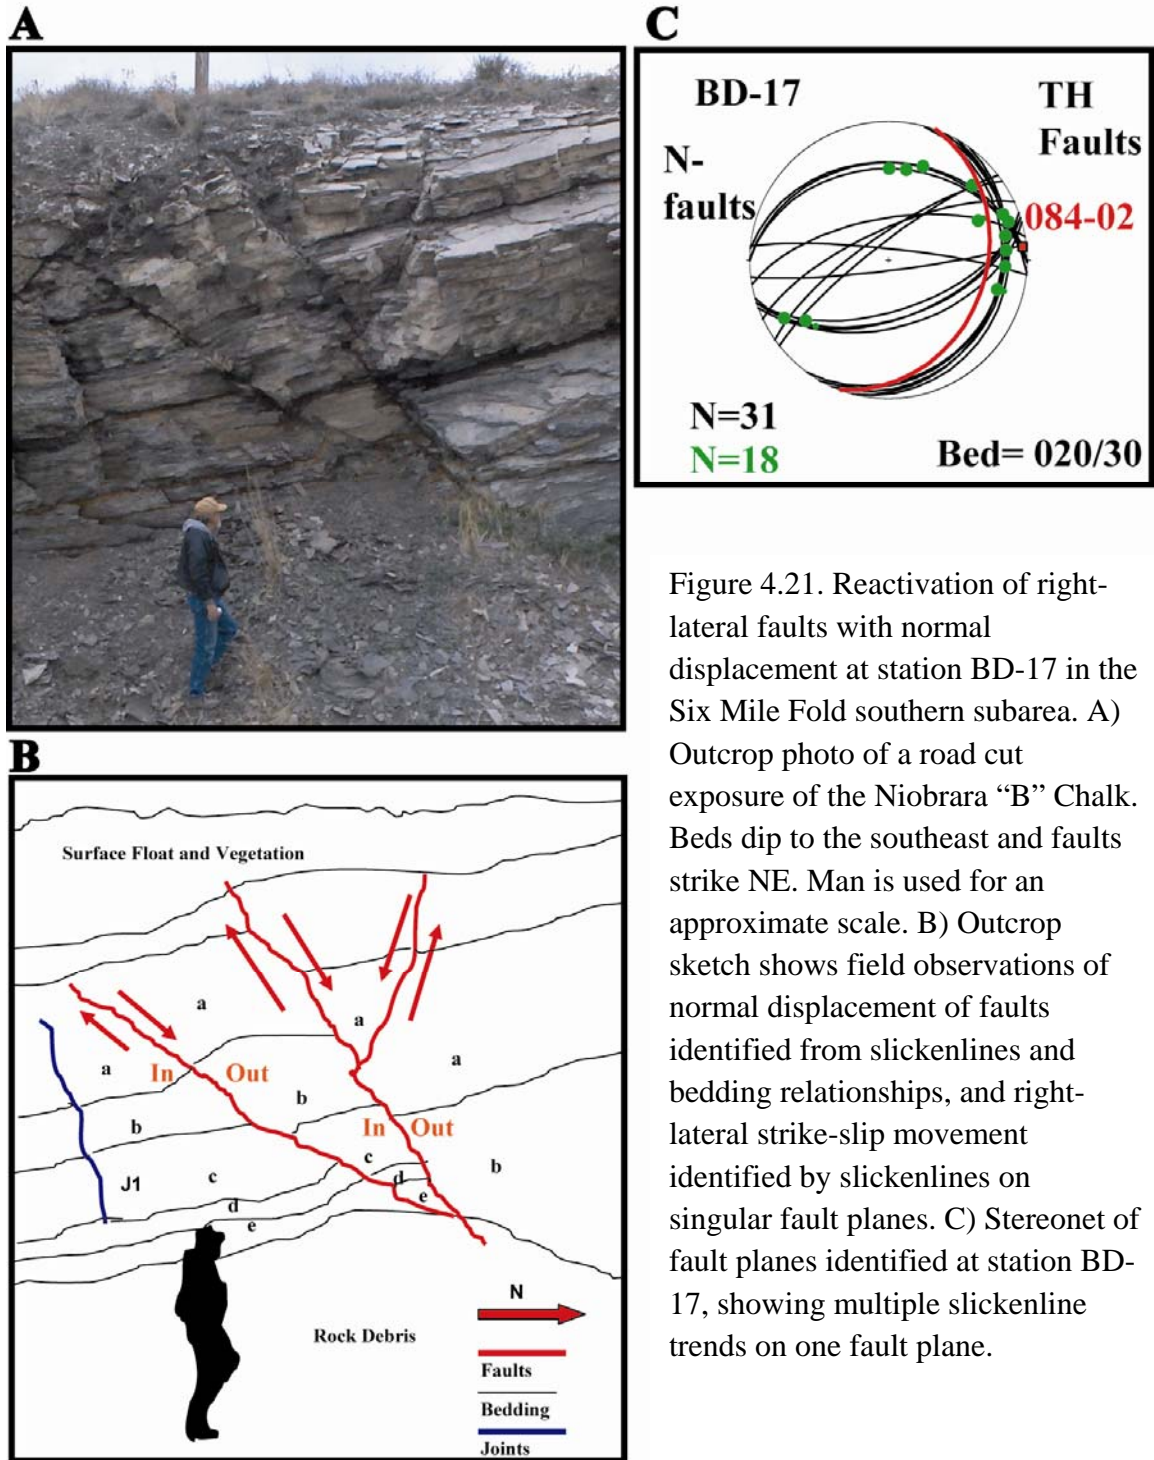 A
C
BD-17
TH
Faults
N-
faults
084-02
N=31
N=18
Bed= 020/30
B
Surface Float and Vegetation
a
a
a
a
In
Out
b
b
In
Out
c
b
J1
c
d
d
e
e
N
Rock Debris
Faults
Bedding
Joints
Figure 4.21. Reactivation of right-
lateral faults with normal
displacement at station BD-17 in the
Six Mile Fold southern subarea. A)
Outcrop photo of a road cut
exposure of the Niobrara “B” Chalk.
Beds dip to the southeast and faults
strike NE. Man is used for an
approximate scale. B) Outcrop
sketch shows field observations of
normal displacement of faults
identified from slickenlines and
bedding relationships, and right-
lateral strike-slip movement
identified by slickenlines on
singular fault planes. C) Stereonet of
fault planes identified at station BD-
17, showing multiple slickenline
trends on one fault plane.